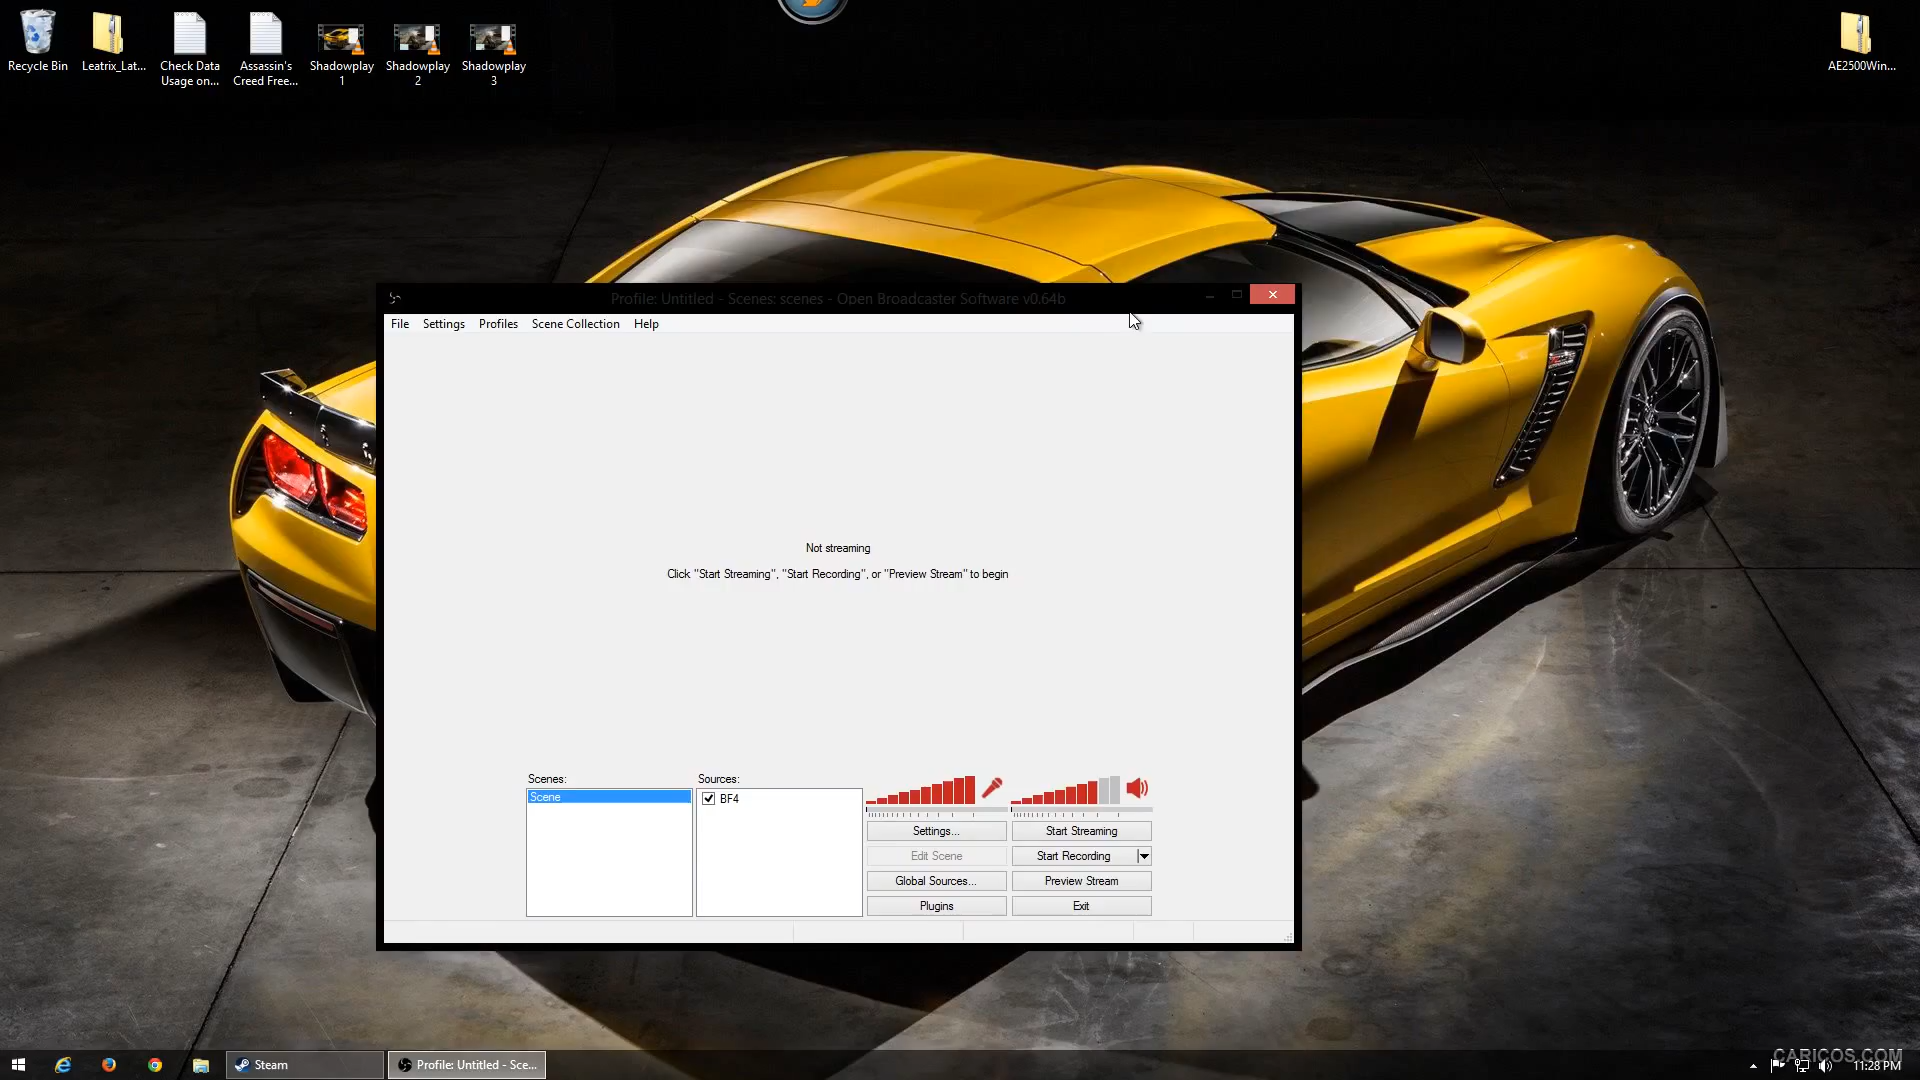 Recycle Bin
Leatrix_Lat...
Check Data
Usage on...
Assassin's
Creed Free...
Shadowplay
1
Shadowplay
2
Shadowplay
3
AE2500Win...
Profile: Untitled - Scenes: scenes - Open Broadcaster Software v0.64b
File Settings Profiles Scene Collection Help
Not streaming
Click "Start Streaming", "Start Recording", or "Preview Stream" to begin
Scenes:
Scene
Sources:
BF4
Settings...
Start Streaming
Edit Scene
Start Recording
Global Sources...
Preview Stream
Plugins
Exit
Steam
Profile: Untitled - Sce...
CARICOS.COM
11:28 PM